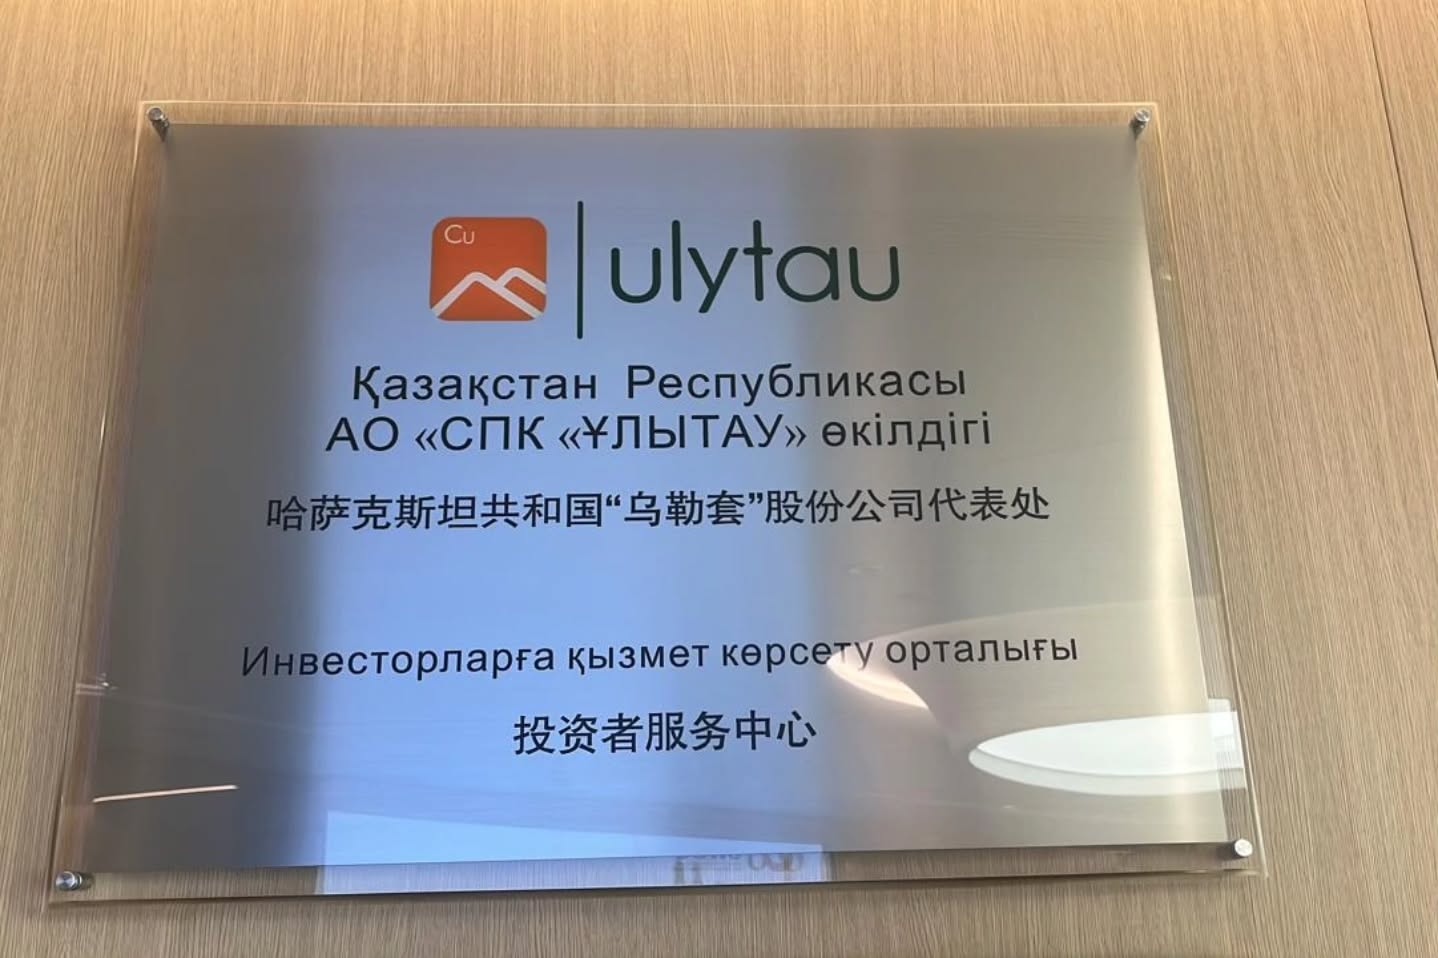 Cu
ulytau
Қазақстан Республикасы
АО «СПК «ҰЛЫТАУ» өкілдігі
哈萨克斯坦共和国“乌勒套”股份公司代表处
Инвесторларға қызмет көрсету орталығы
投资者服务中心